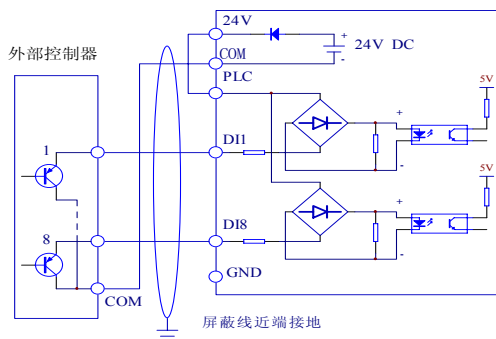 24V
COM
PLC
+
24V DC
-
外部控制器
5V
1
DI1
+
-
5V
8
DI8
+
-
GND
COM
屏蔽线近端接地